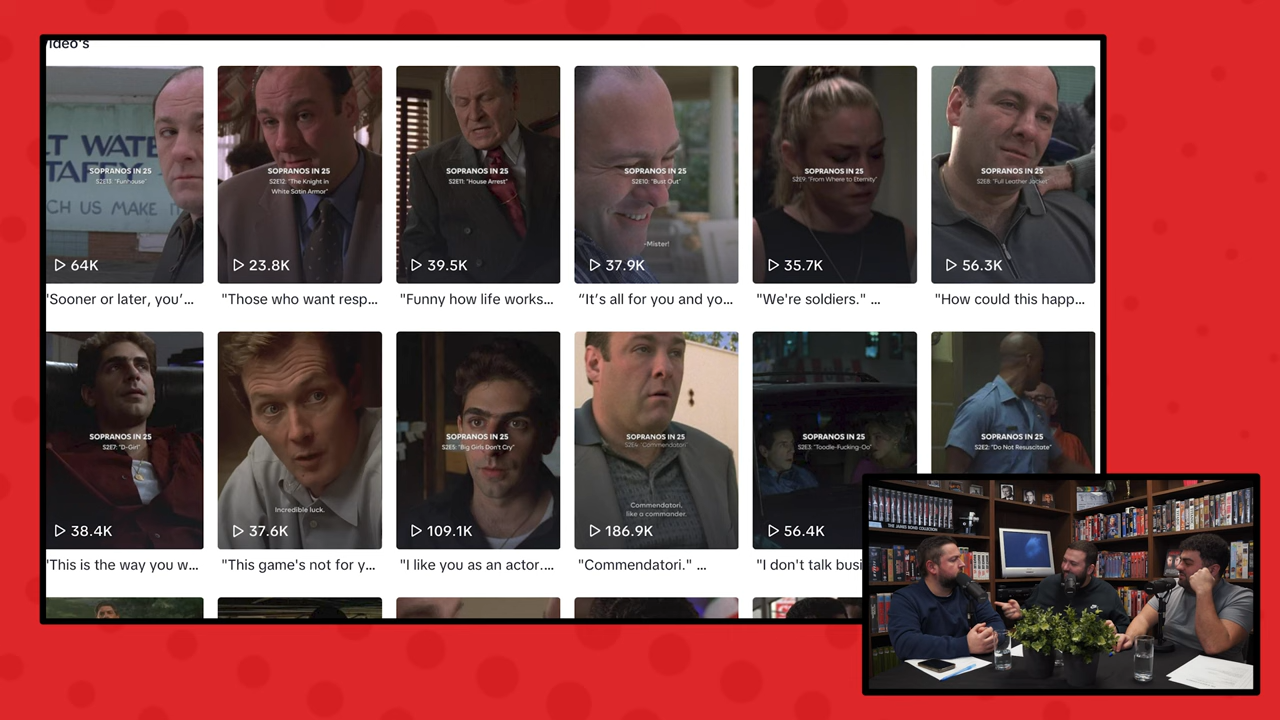 Video's
LT WATE
TAFF
CH US MAKE IT
SOPRANOS IN 25
S2E13: "Funhouse"
64K
"Sooner or later, you'...
SOPRANOS IN 25
S2E12: "The Knight in
White Satin Armor"
23.8K
"Those who want resp...
SOPRANOS IN 25
S2E11: "House Arrest"
39.5K
"Funny how life works...
SOPRANOS IN 25
S2E10: "Bust Out"
-Mister!
37.9K
“It’s all for you and yo...
SOPRANOS IN 25
S2E9: "From Where to Eternity"
35.7K
"We're soldiers." ...
SOPRANOS IN 25
S2E8: "Full Leather Jacket"
56.3K
"How could this happ...
SOPRANOS IN 25
S2E7: "D-Girl"
38.4K
"This is the way you w...
Incredible luck.
37.6K
"This game's not for y...
SOPRANOS IN 25
S2E5: "Big Girls Don't Cry"
109.1K
"I like you as an actor....
SOPRANOS IN 25
S2E4: "Commendatori"
Commendatori,
like a commander.
186.9K
"Commendatori." ...
SOPRANOS IN 25
S2E3: "Toodle-Fucking-Oo"
56.4K
"I don't talk busi
SOPRANOS IN 25
S2E2: "Do Not Resuscitate"
THE JAMES BOND COLLECTION